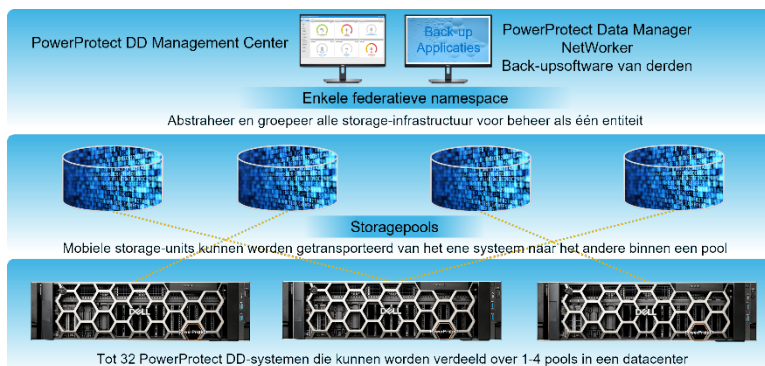 PowerProtect DD Management Center
Back-up
Applicaties
PowerProtect Data Manager
NetWorker
Back-upsoftware van derden
Enkele federatieve namespace
Abstraheer en groepeer alle storage-infrastructuur voor beheer als één entiteit
Storagepools
Mobiele storage-units kunnen worden getransporteerd van het ene systeem naar het andere binnen een pool
DELL
PowerProtect
DELL
PowerProtect
DELL
PowerProtect
Tot 32 PowerProtect DD-systemen die kunnen worden verdeeld over 1-4 pools in een datacenter